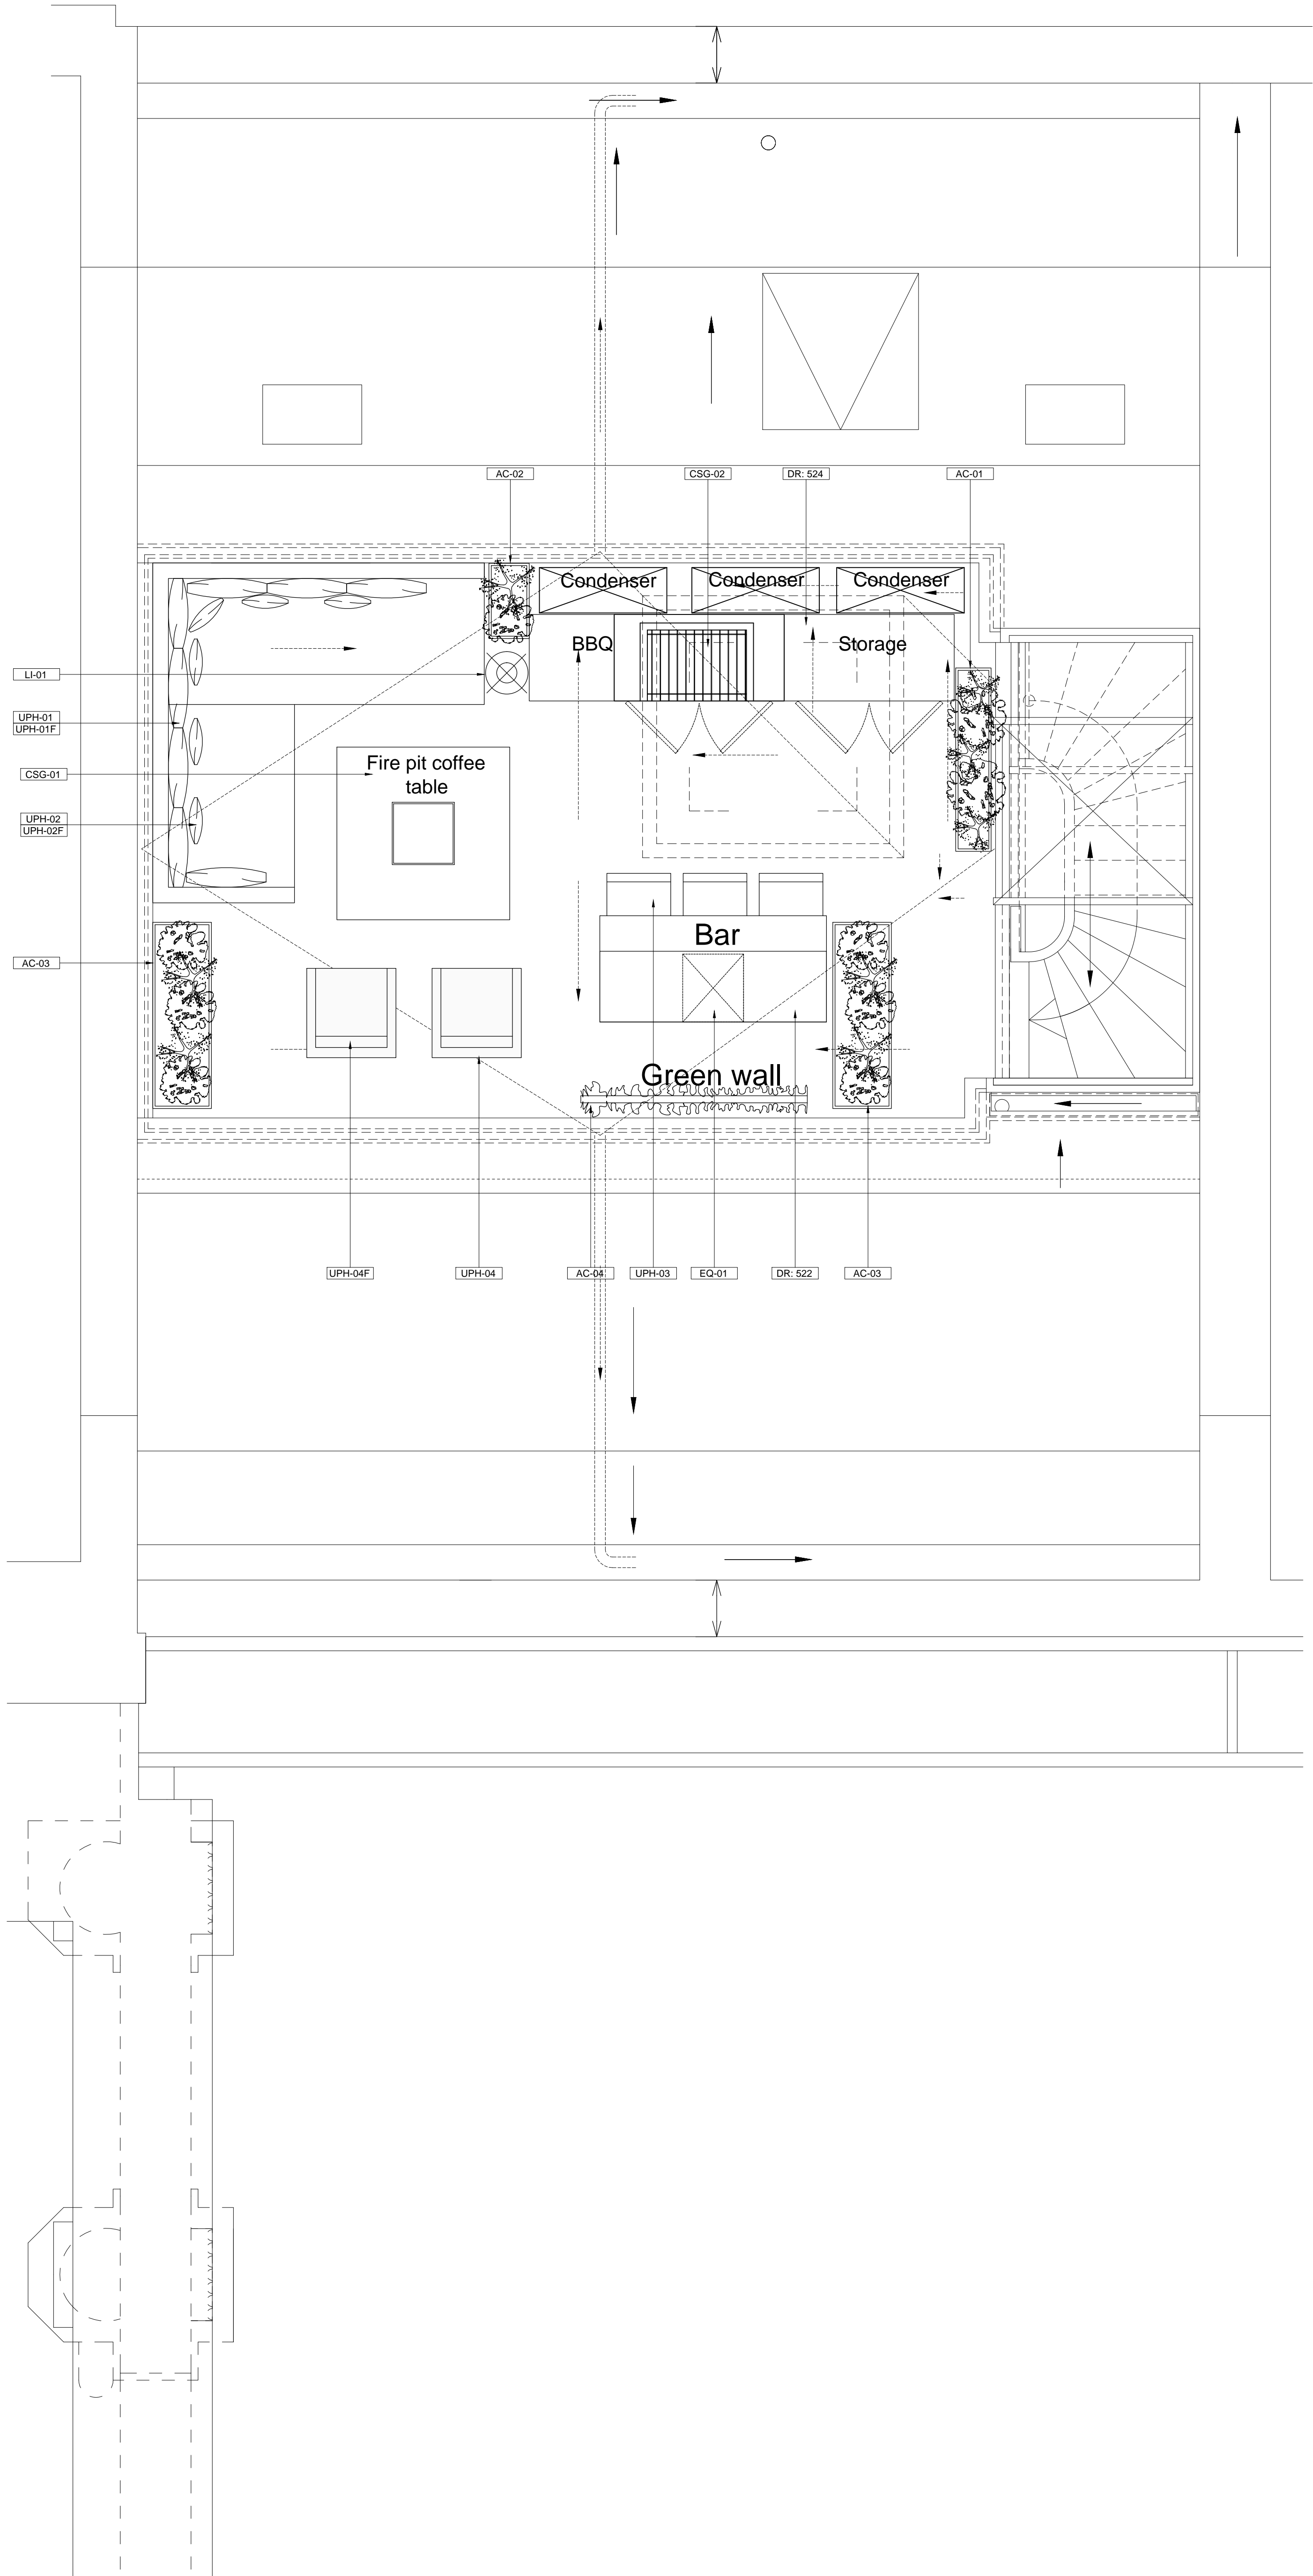 AC-02
CSG-02
DR: 524
AC-01
Condenser
Condenser
Condenser
BBQ
Storage
LI-01
UPH-01
UPH-01F
CSG-01
Fire pit coffee
table
UPH-02
UPH-02F
Bar
AC-03
Green wall
UPH-04F
UPH-04
AC-04
UPH-03
EQ-01
DR: 522
AC-03